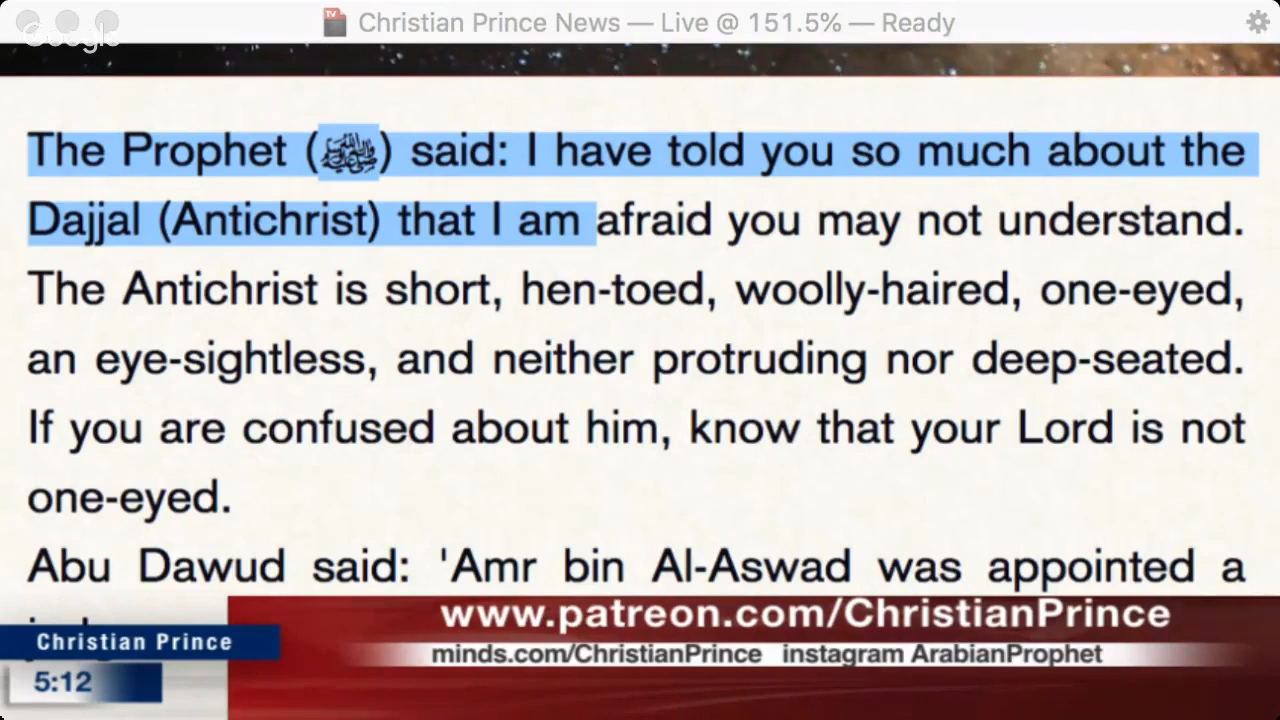 Christian Prince News — Live @ 151.5% — Ready
Google
The Prophet (ﷺ) said: I have told you so much about the
Dajjal (Antichrist) that I am afraid you may not understand.
The Antichrist is short, hen-toed, woolly-haired, one-eyed,
an eye-sightless, and neither protruding nor deep-seated.
If you are confused about him, know that your Lord is not
one-eyed.
Abu Dawud said: 'Amr bin Al-Aswad was appointed a
www.patreon.com/ChristianPrince
Christian Prince
minds.com/ChristianPrince instagram ArabianProphet
5:12